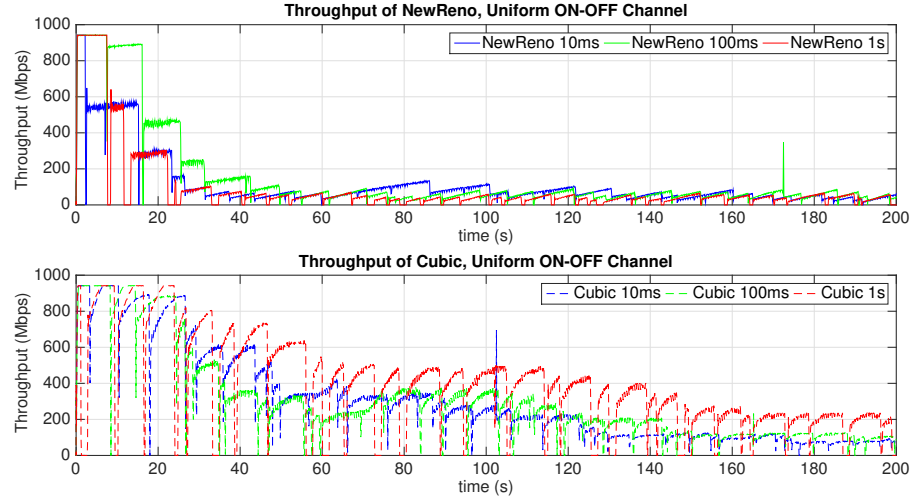 Throughput of NewReno, Uniform ON-OFF Channel
1000
800
600
400
200
0
Throughput (Mbps)
NewReno 10ms NewReno 100ms NewReno 1s
0 20 40 60 80 100 120 140 160 180 200
time (s)
Throughput of Cubic, Uniform ON-OFF Channel
1000
800
600
400
200
0
Throughput (Mbps)
Cubic 10ms Cubic 100ms Cubic 1s
0 20 40 60 80 100 120 140 160 180 200
time (s)